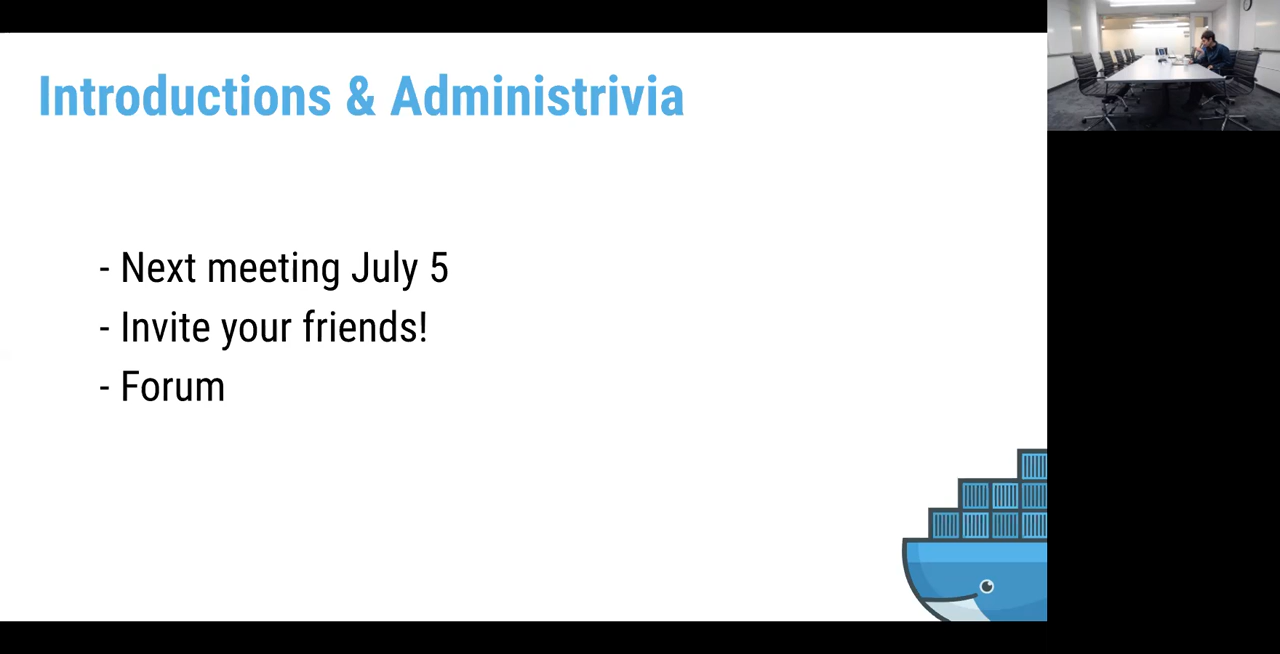 Introductions & Administrivia
- Next meeting July 5
- Invite your friends!
- Forum